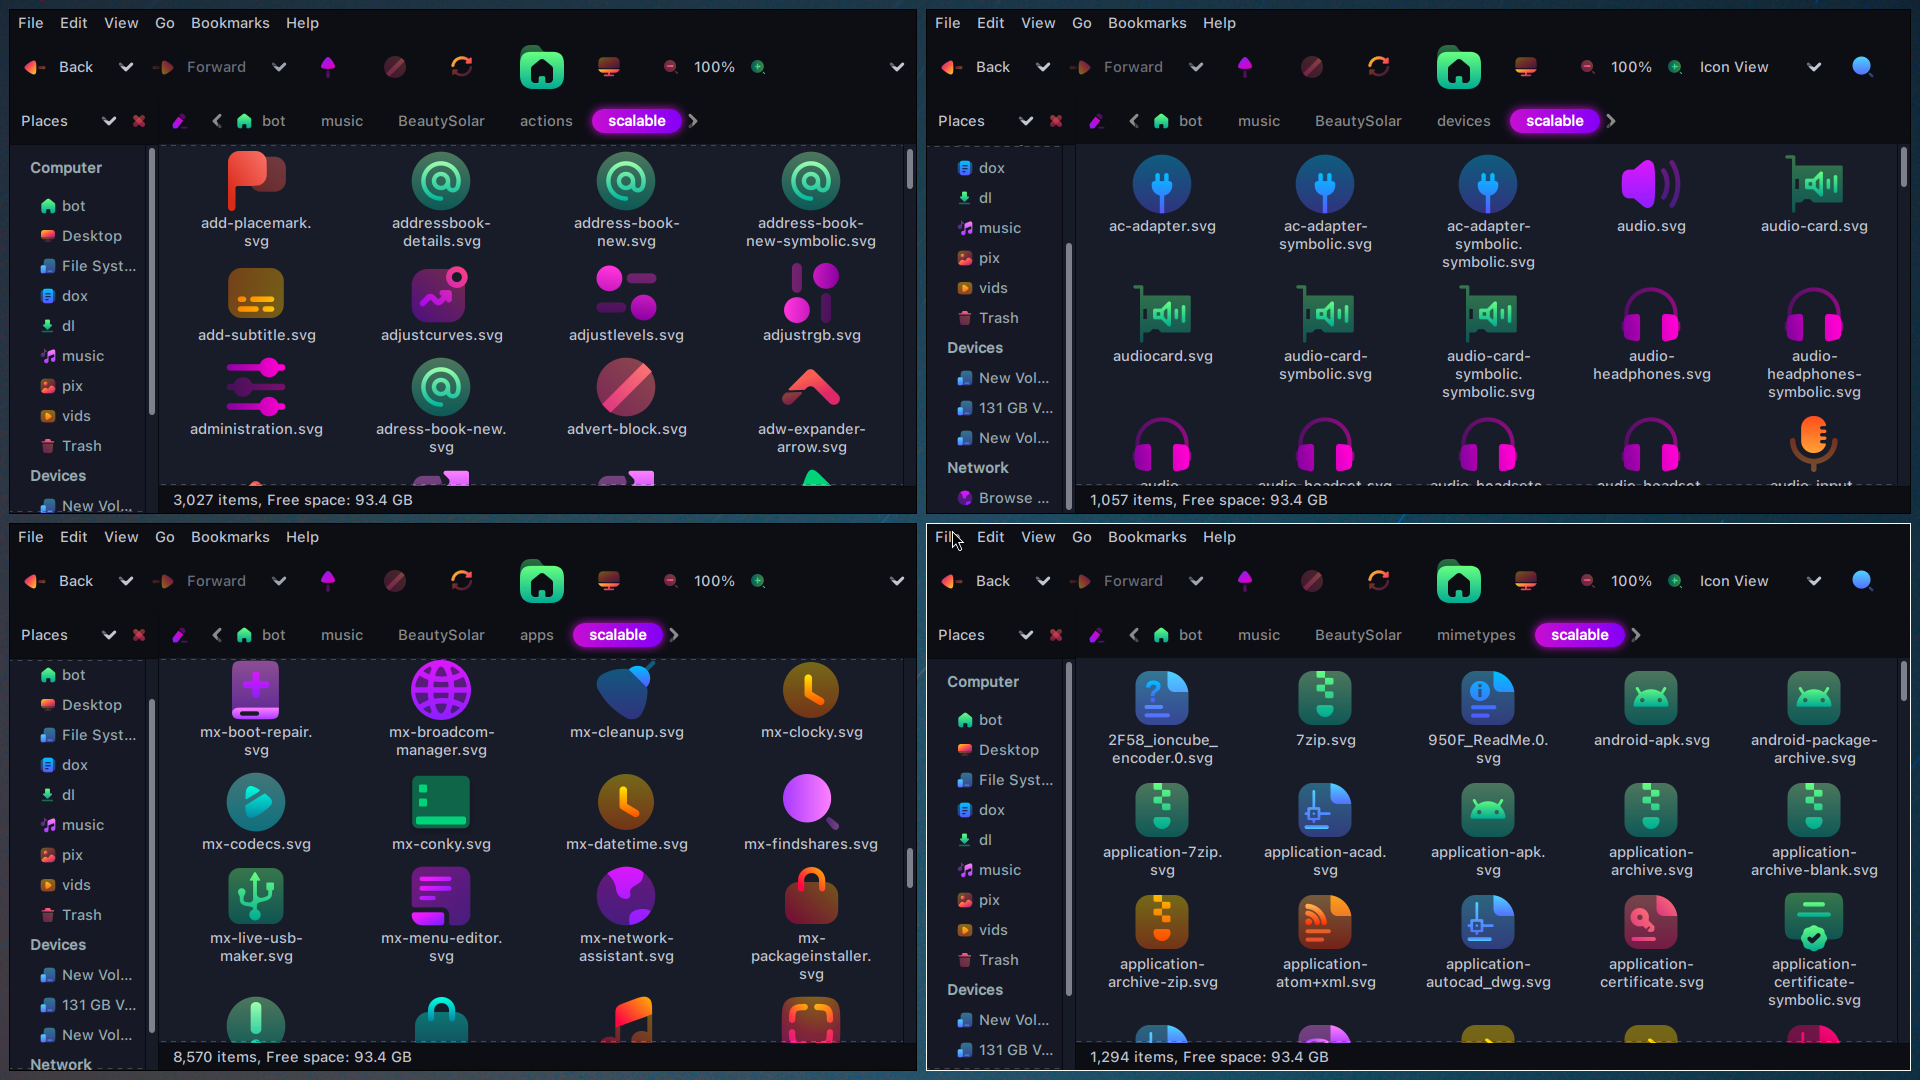 File Edit View Go Bookmarks Help
Back Forward 100%
Places bot music BeautySolar actions scalable
Computer
bot
Desktop
File Syst...
dox
dl
music
pix
vids
Trash
Devices
New Vol...
add-placemark.
svg
addressbook-
details.svg
address-book-
new.svg
address-book-
new-symbolic.svg
add-subtitle.svg
adjustcurves.svg
adjustlevels.svg
adjustrgb.svg
administration.svg
adress-book-new.
svg
advert-block.svg
adw-expander-
arrow.svg
3,027 items, Free space: 93.4 GB
File Edit View Go Bookmarks Help
Back Forward 100% Icon View
Places bot music BeautySolar devices scalable
dox
dl
music
pix
vids
Trash
Devices
New Vol...
131 GB V...
New Vol...
Network
Browse ...
ac-adapter.svg
ac-adapter-
symbolic.svg
ac-adapter-
symbolic.
symbolic.svg
audio.svg
audio-card.svg
audiocard.svg
audio-card-
symbolic.svg
audio-card-
symbolic.
symbolic.svg
audio-
headphones.svg
audio-
headphones-
symbolic.svg
audio-
audio-headset.svg
audio-headsets
audio-headset
audio-input
1,057 items, Free space: 93.4 GB
File Edit View Go Bookmarks Help
Back Forward 100%
Places bot music BeautySolar apps scalable
bot
Desktop
File Syst...
dox
dl
music
pix
vids
Trash
Devices
New Vol...
131 GB V...
New Vol...
Network
mx-boot-repair.
svg
mx-broadcom-
manager.svg
mx-cleanup.svg
mx-clocky.svg
mx-codecs.svg
mx-conky.svg
mx-datetime.svg
mx-findshares.svg
mx-live-usb-
maker.svg
mx-menu-editor.
svg
mx-network-
assistant.svg
mx-
packageinstaller.
svg
8,570 items, Free space: 93.4 GB
File Edit View Go Bookmarks Help
Back Forward 100% Icon View
Places bot music BeautySolar mimetypes scalable
Computer
bot
Desktop
File Syst...
dox
dl
music
pix
vids
Trash
Devices
New Vol...
131 GB V...
2F58_ioncube_
encoder.0.svg
7zip.svg
950F_ReadMe.0.
svg
android-apk.svg
android-package-
archive.svg
application-7zip.
svg
application-acad.
svg
application-apk.
svg
application-
archive.svg
application-
archive-blank.svg
application-
archive-zip.svg
application-
atom+xml.svg
application-
autocad_dwg.svg
application-
certificate.svg
application-
certificate-
symbolic.svg
1,294 items, Free space: 93.4 GB